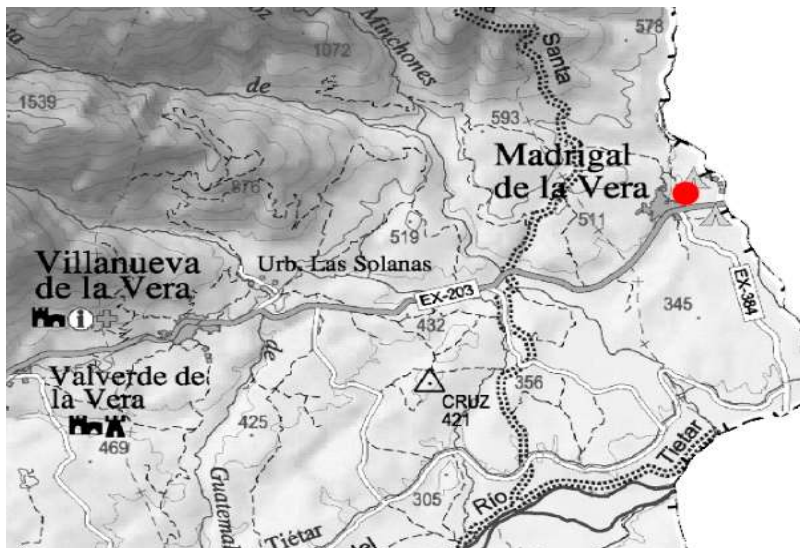 1072
Minchones
578
Santa
de
1539
593
Madrigal
de la Vera
876
519
511
Urb. Las Solanas
Villanueva
de la Vera
i
EX-203
345
EX-384
432
Valverde de
la Vera
de
CRUZ
421
356
425
469
Tietar
305
Río
Tiétar